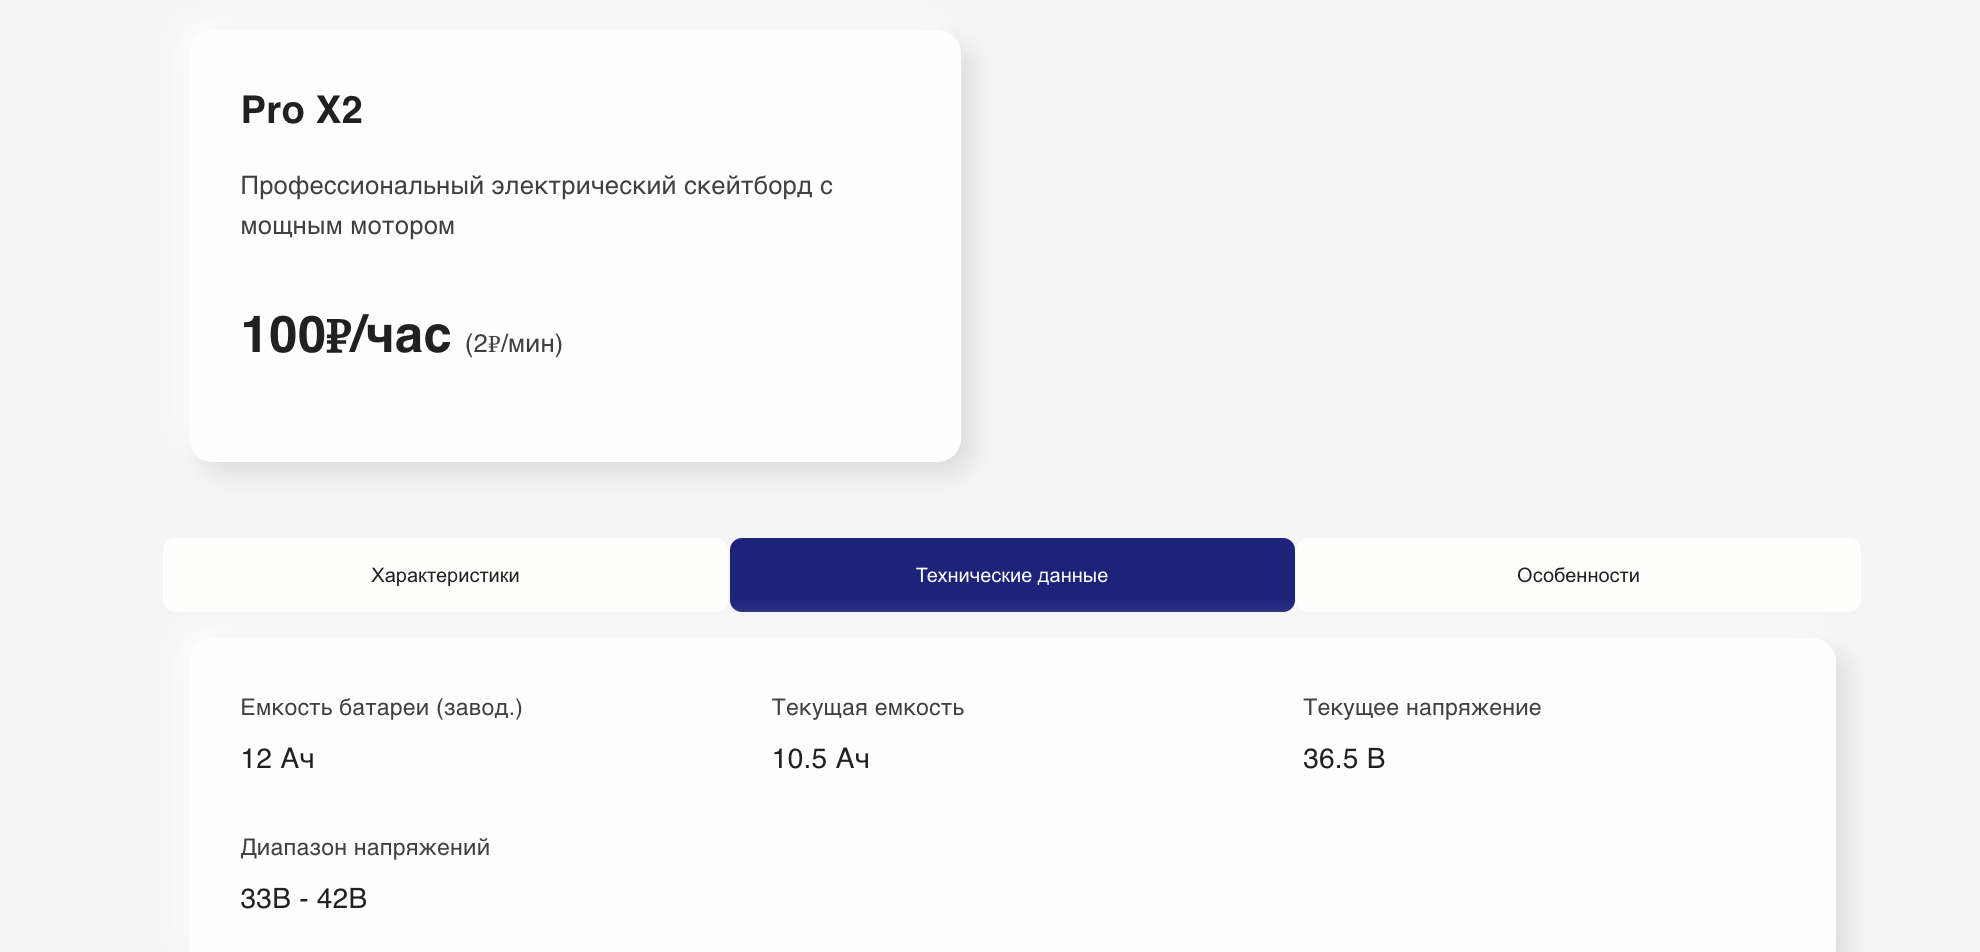 Pro X2
Профессиональный электрический скейтборд с
мощным мотором
100₽/час (2₽/мин)
Характеристики
Технические данные
Особенности
Емкость батареи (завод.)
12 Ач
Текущая емкость
10.5 Ач
Текущее напряжение
36.5 В
Диапазон напряжений
33В - 42В